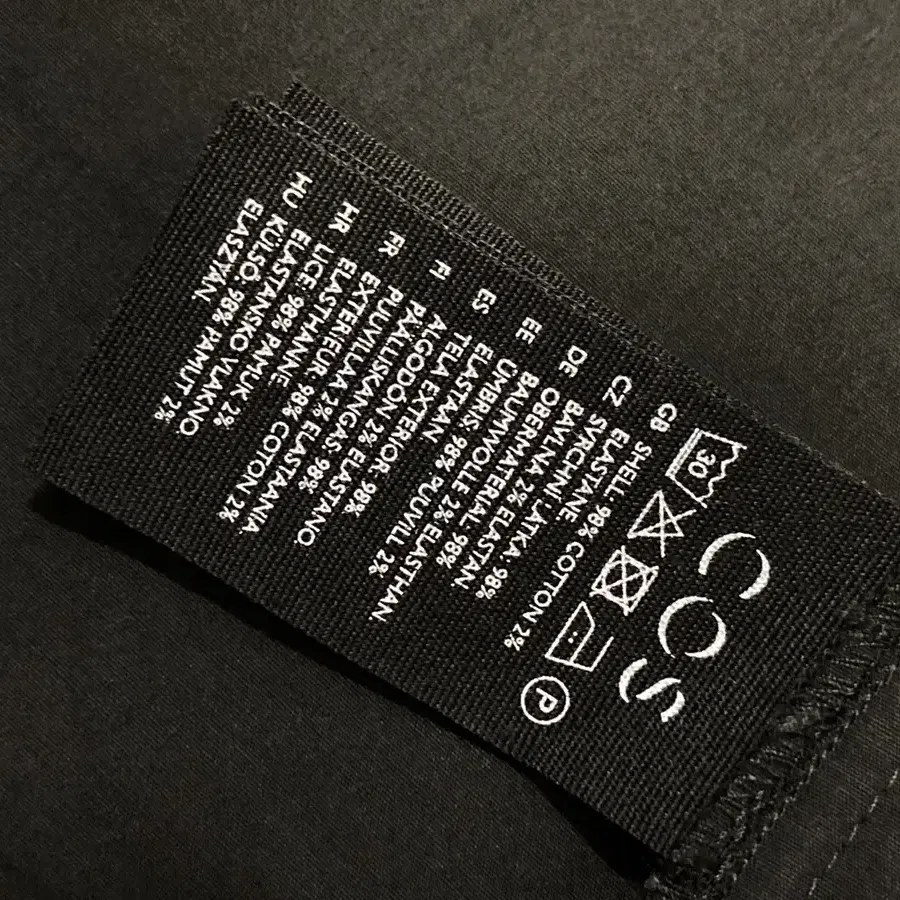 COS
30
P
GB SHELL: 98% COTTON 2%
ELASTANE.
CZ SVRCHNÍ LÁTKA: 98%
BAVLNA 2% ELASTAN
DE OBERMATERIAL: 98%
BAUMWOLLE 2% ELASTHAN.
EE ÜMBRIS: 98% PUUVILL 2%
ELASTAAN
ES TELA EXTERIOR: 98%
ALGODÓN 2% ELASTANO.
FI PÄÄLLISKANGAS: 98%
PUUVILLAA 2% ELASTAANIA.
FR EXTERIEUR: 98% COTON 2%
ELASTHANNE
HR LICE: 98% PAMUK 2%
ELASTANSKO VLAKNO
HU KÜLSŐ: 98% PAMUT 2%
ELASZTÁN.